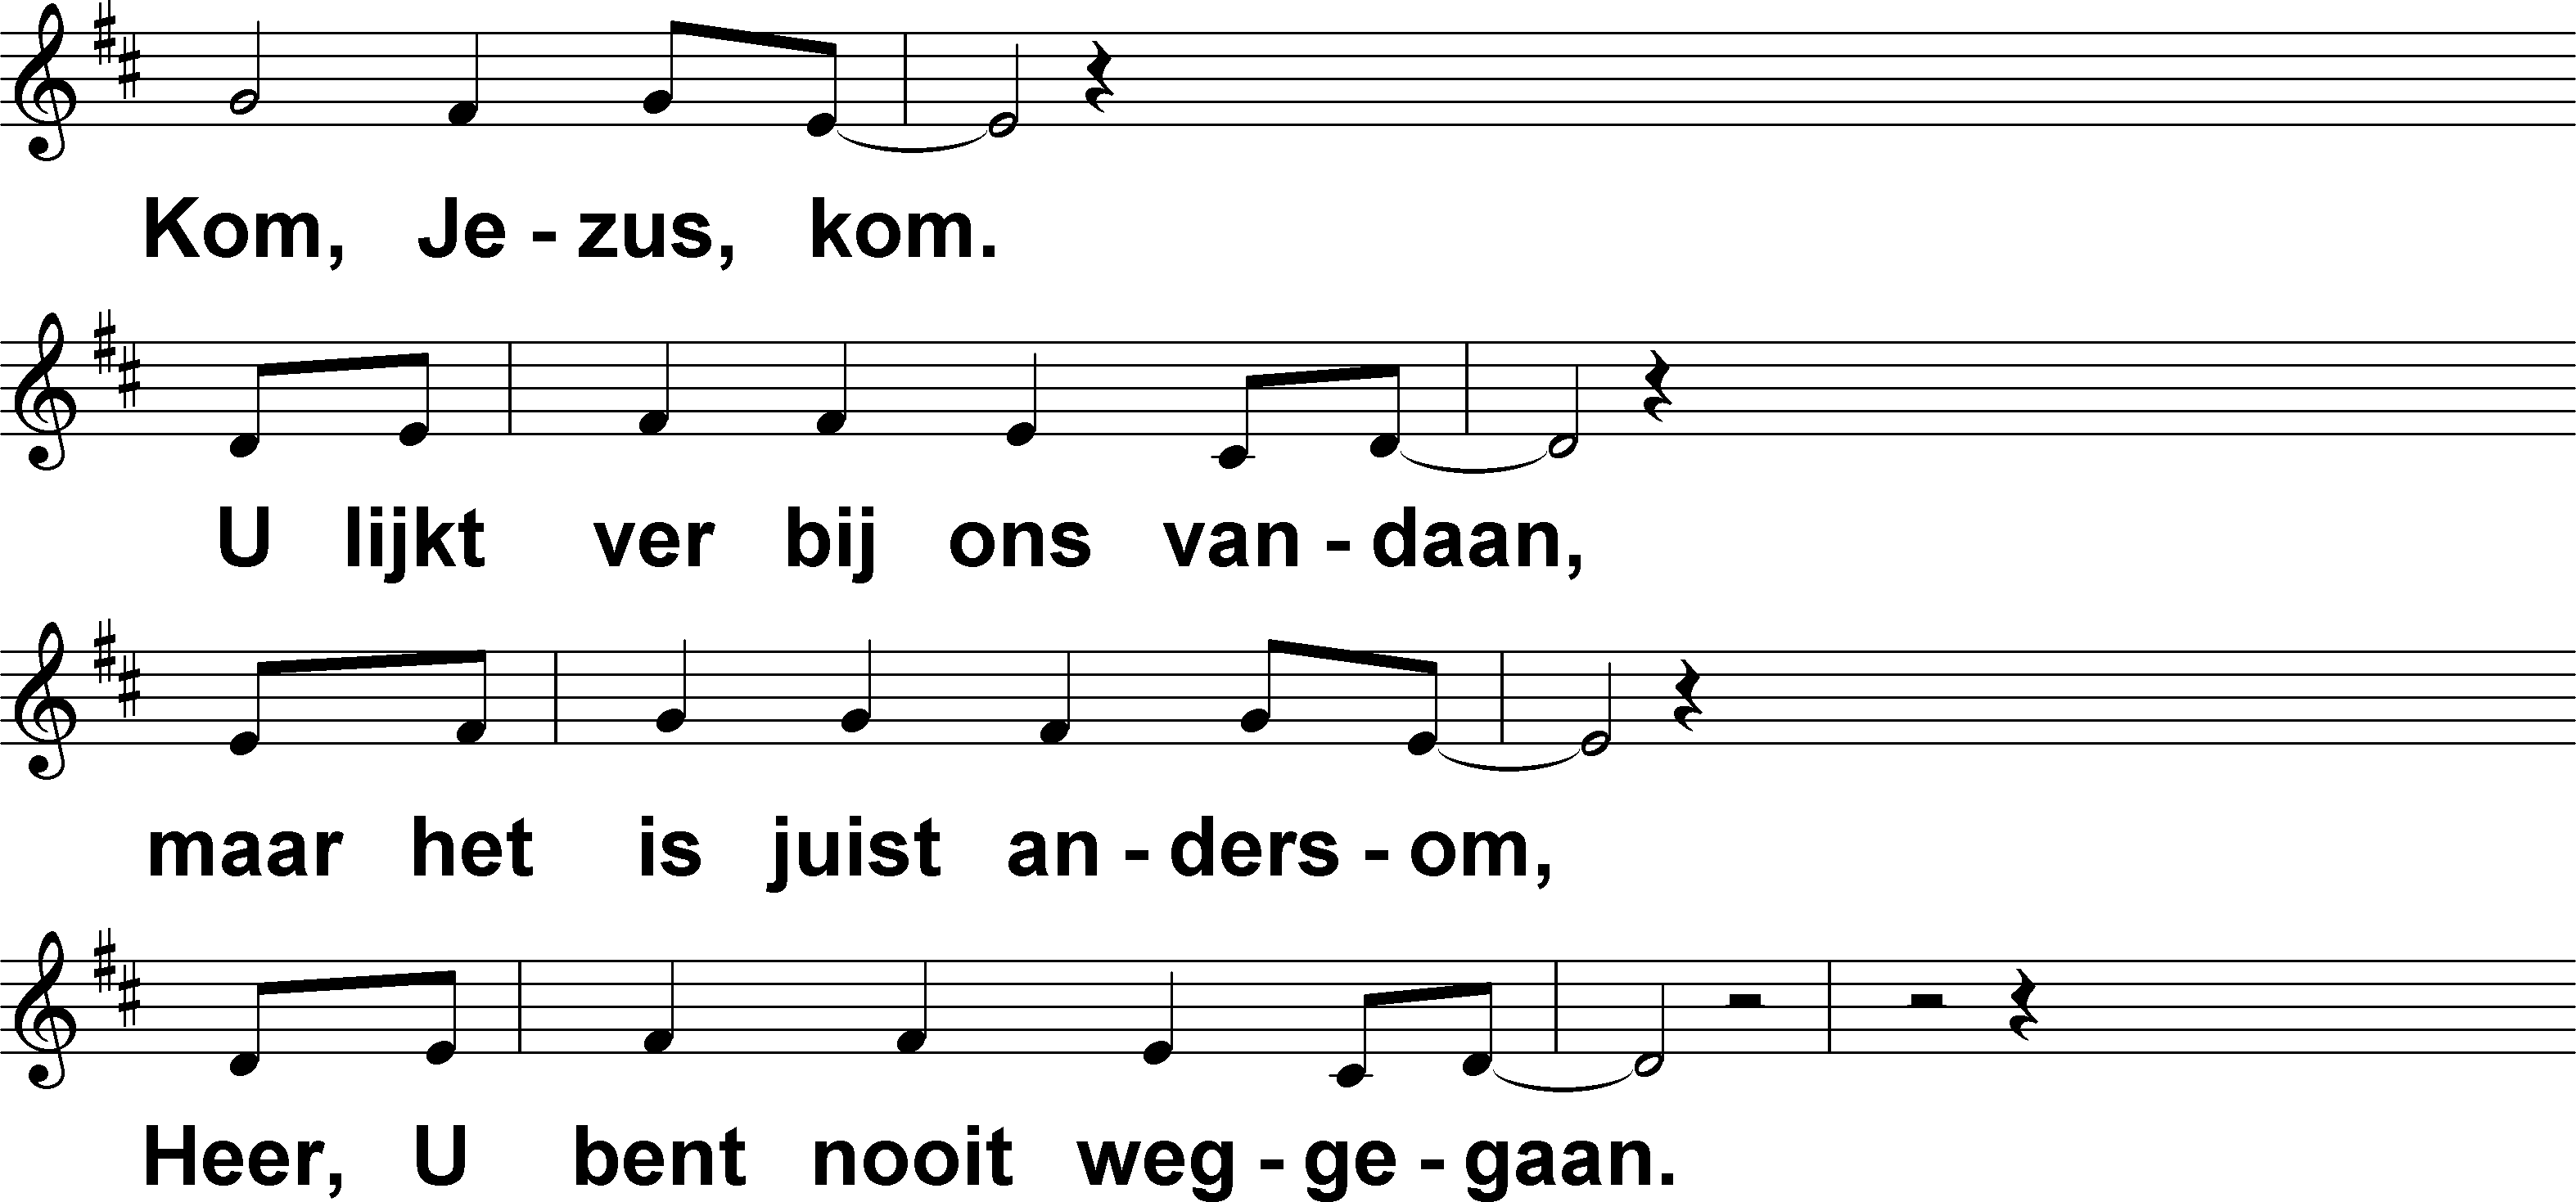 Kom, Je - zus, kom.
U lijkt ver bij ons van - daan,
maar het is juist an - ders - om,
Heer, U bent nooit weg - ge - gaan.